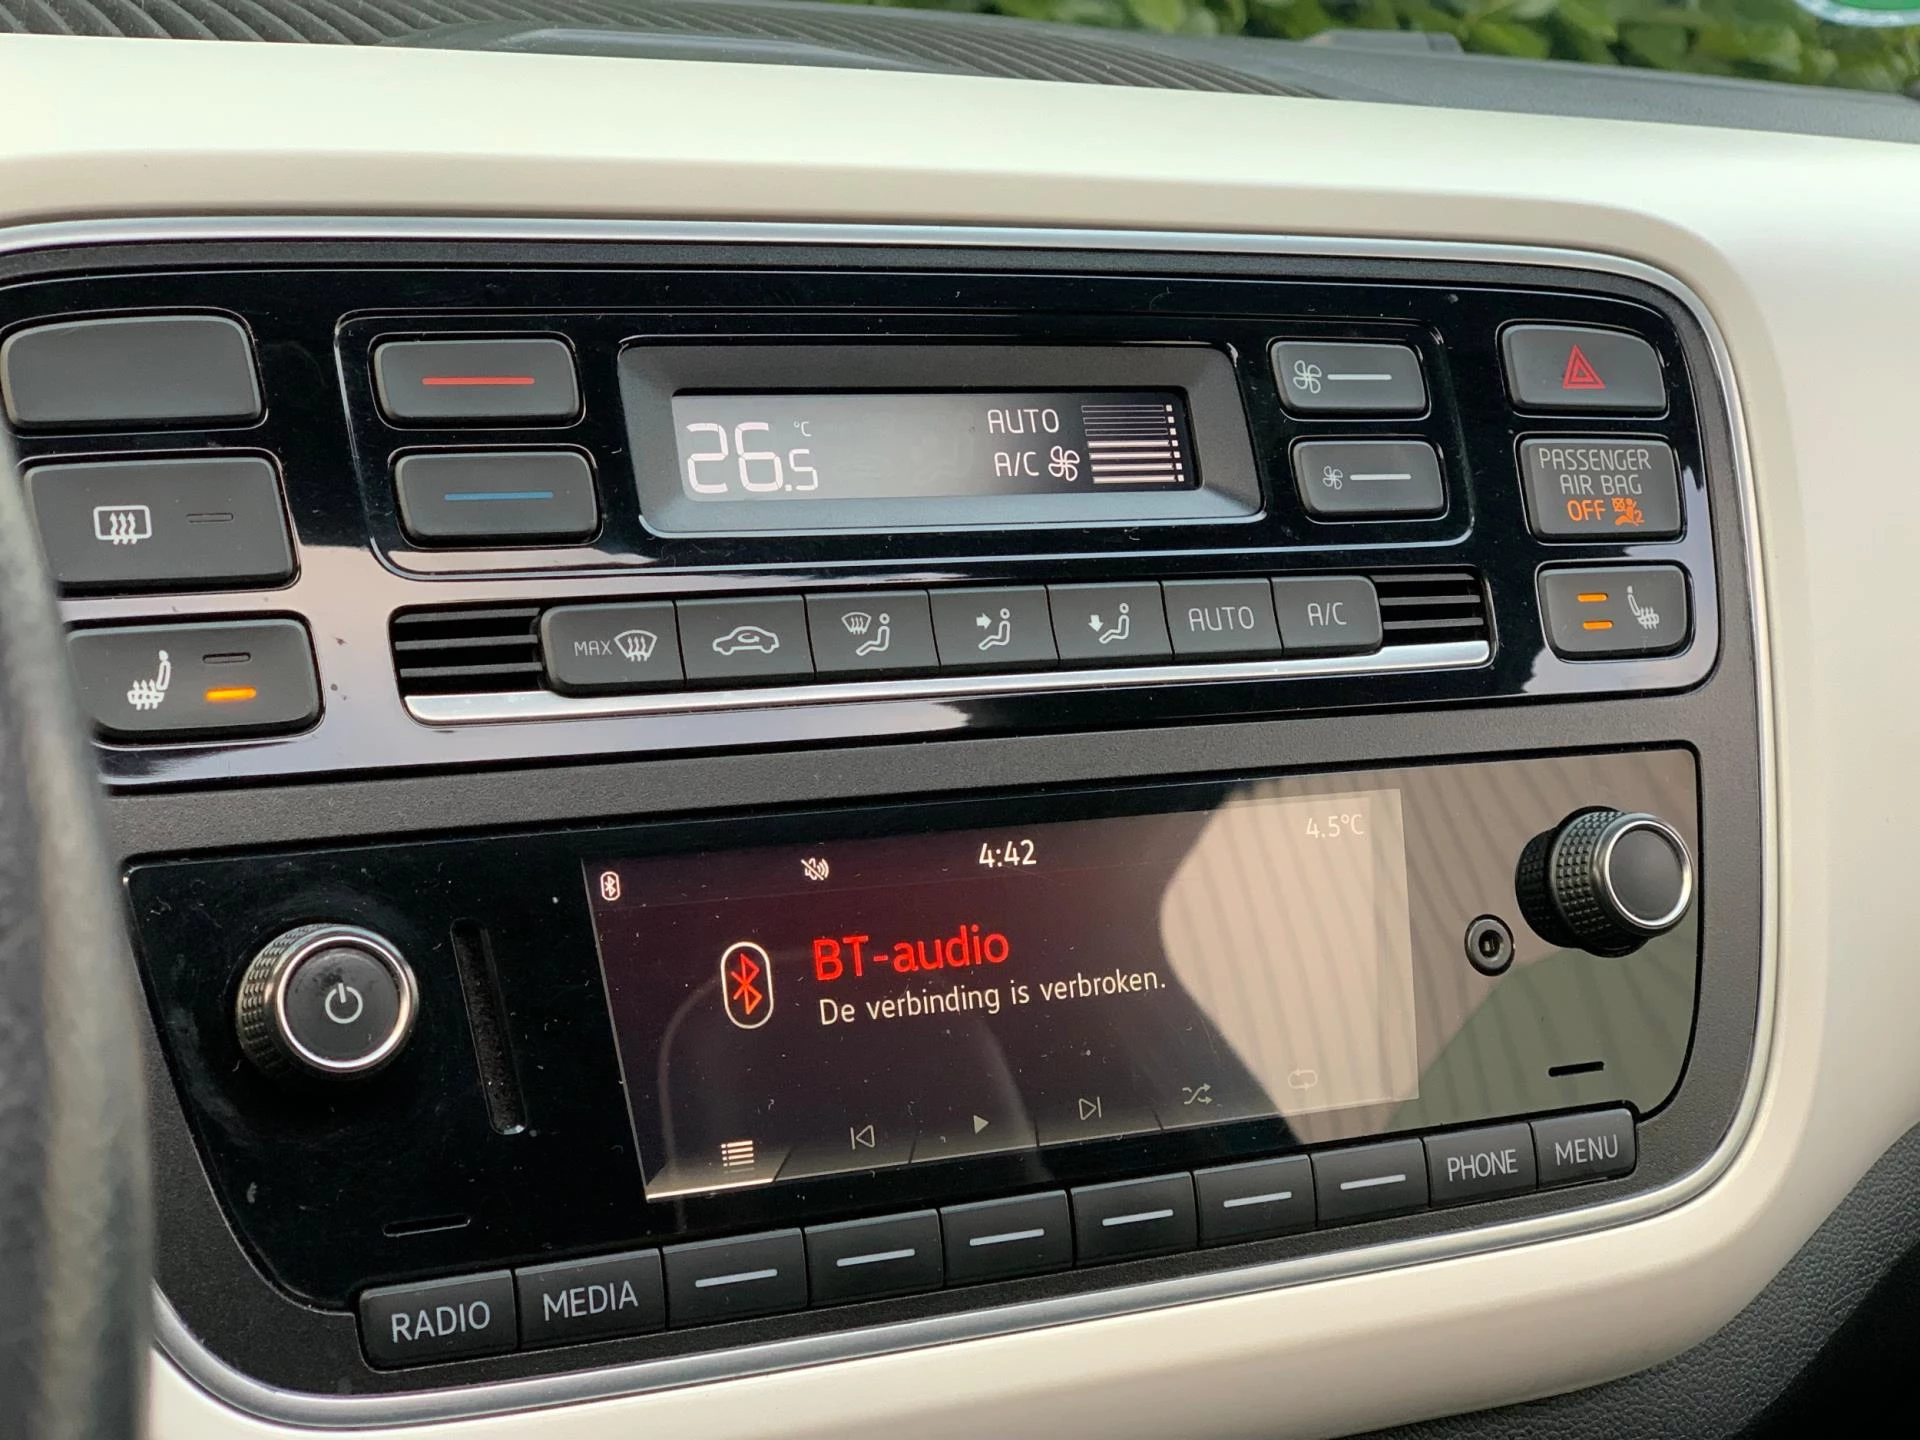 26.5 °C
AUTO
A/C
PASSENGER
AIR BAG
OFF
2
MAX
AUTO
A/C
4:42
4.5°C
BT-audio
De verbinding is verbroken.
RADIO
MEDIA
PHONE
MENU